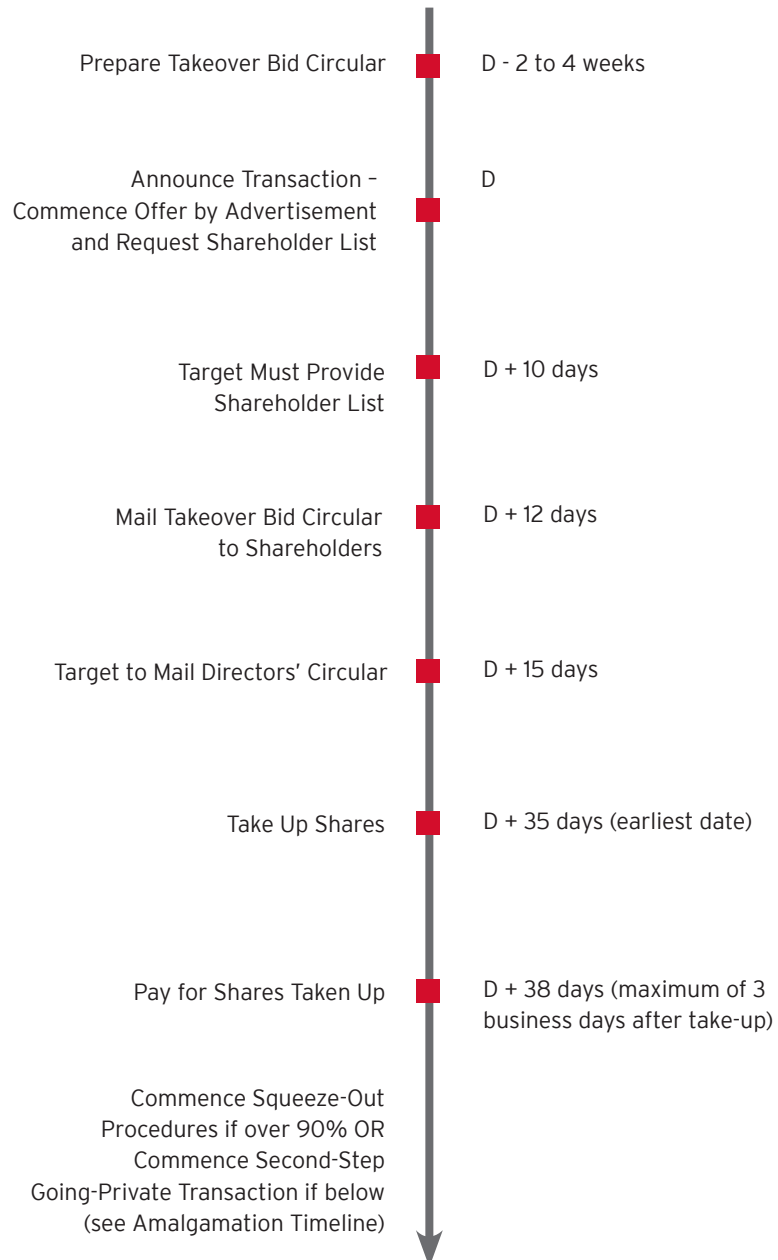 Prepare Takeover Bid Circular
D - 2 to 4 weeks
Announce Transaction –
Commence Offer by Advertisement
and Request Shareholder List
D
Target Must Provide
Shareholder List
D + 10 days
Mail Takeover Bid Circular
to Shareholders
D + 12 days
Target to Mail Directors’ Circular
D + 15 days
Take Up Shares
D + 35 days (earliest date)
Pay for Shares Taken Up
D + 38 days (maximum of 3
business days after take-up)
Commence Squeeze-Out
Procedures if over 90% OR
Commence Second-Step
Going-Private Transaction if below
(see Amalgamation Timeline)